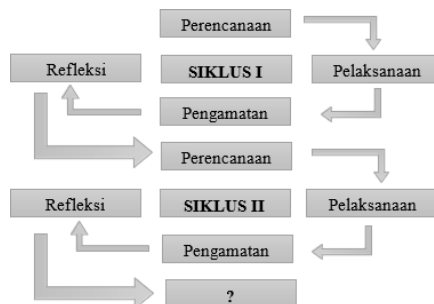 Perencanaan
Refleksi
SIKLUS I
Pelaksanaan
Pengamatan
Perencanaan
Refleksi
SIKLUS II
Pelaksanaan
Pengamatan
?